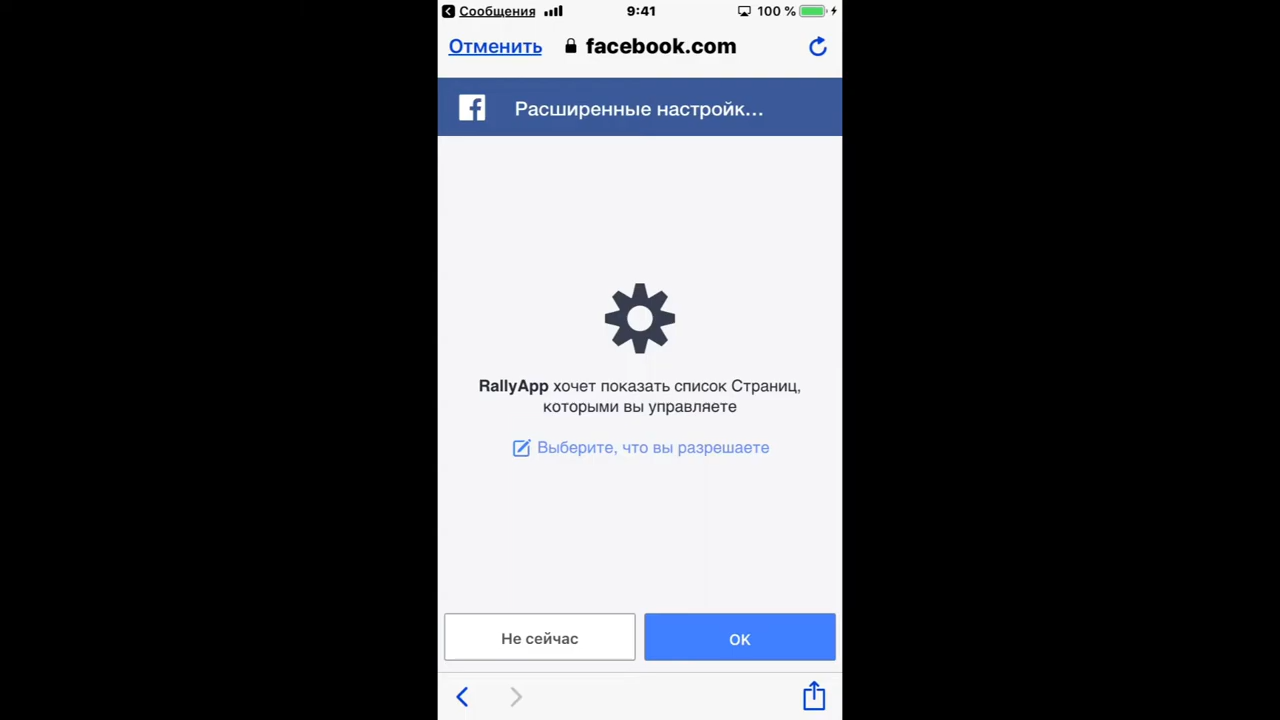 Сообщения 9:41 100 %
Отменить facebook.com
Расширенные настройк...
RallyApp хочет показать список Страниц,
которыми вы управляете
Выберите, что вы разрешаете
Не сейчас OK